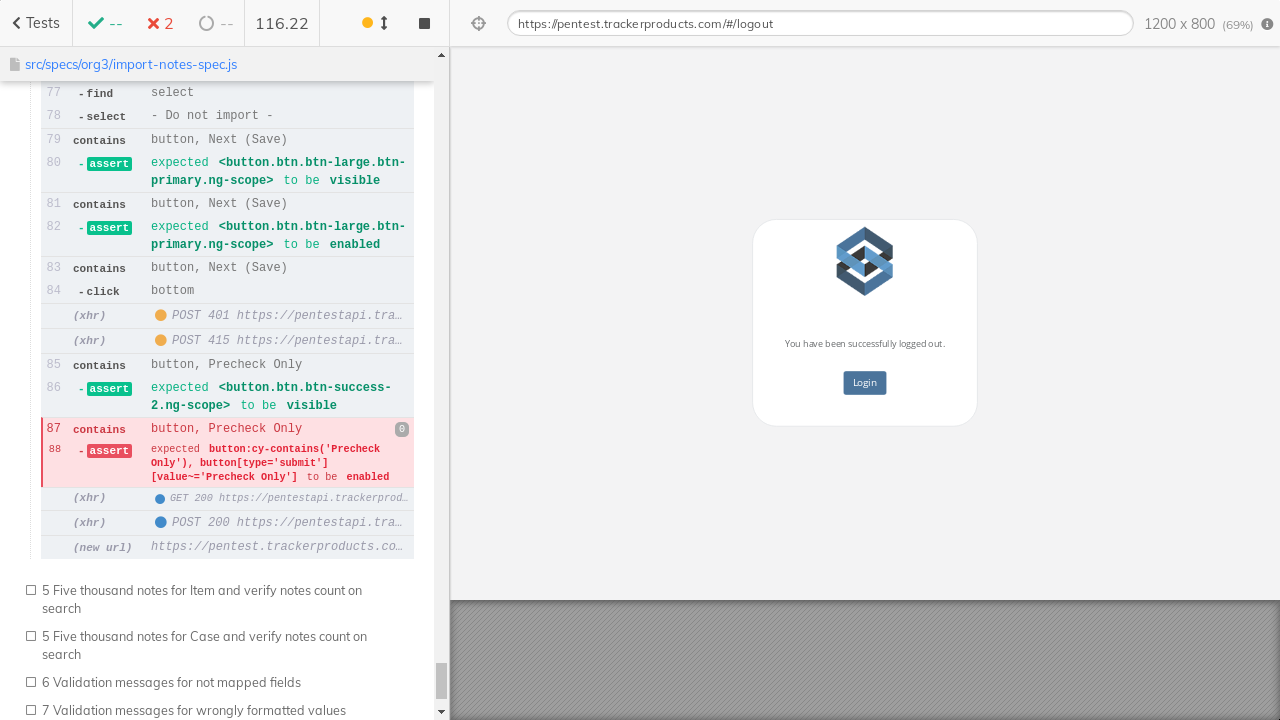 Tests
--
2
--
116.22
https://pentest.trackerproducts.com/#/logout
1200 x 800 (69%)
src/specs/org3/import-notes-spec.js
77 - find select
78 - select - Do not import -
79 contains button, Next (Save)
80 - assert expected <button.btn.btn-large.btn-
primary.ng-scope> to be visible
81 contains button, Next (Save)
82 - assert expected <button.btn.btn-large.btn-
primary.ng-scope> to be enabled
83 contains button, Next (Save)
84 - click bottom
(xhr) POST 401 https://pentestapi.tra…
(xhr) POST 415 https://pentestapi.tra…
85 contains button, Precheck Only
86 - assert expected <button.btn.btn-success-
2.ng-scope> to be visible
87 contains button, Precheck Only 0
88 - assert expected button:cy-contains('Precheck
Only'), button[type='submit']
[value~='Precheck Only'] to be enabled
(xhr) GET 200 https://pentestapi.trackerprod…
(xhr) POST 200 https://pentestapi.tra…
(new url) https://pentest.trackerproducts.co…
5 Five thousand notes for Item and verify notes count on
search
5 Five thousand notes for Case and verify notes count on
search
6 Validation messages for not mapped fields
7 Validation messages for wrongly formatted values
You have been successfully logged out.
Login